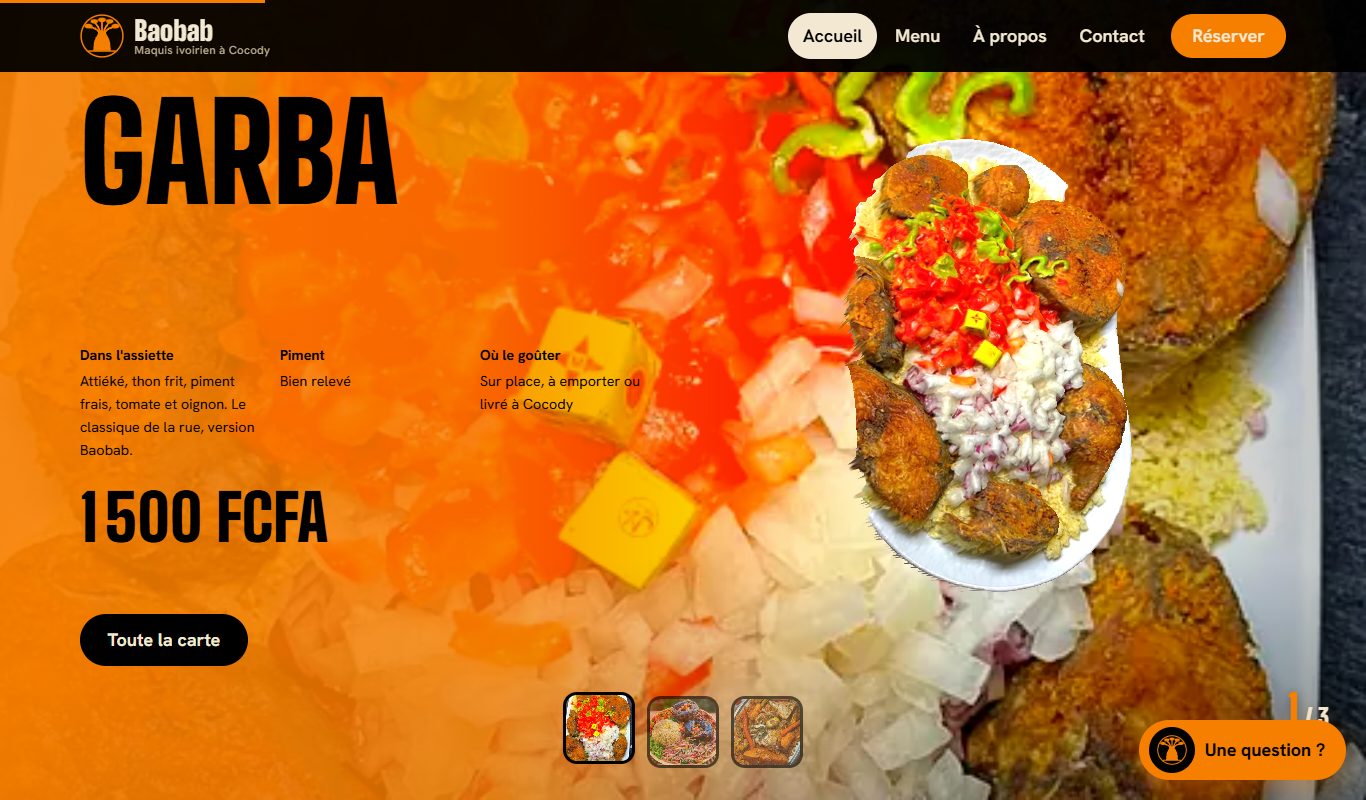 Baobab
Maquis ivoirien à Cocody
Accueil
Menu
À propos
Contact
Réserver
GARBA
Dans l'assiette
Attiéké, thon frit, piment
frais, tomate et oignon. Le
classique de la rue, version
Baobab.
Piment
Bien relevé
Où le goûter
Sur place, à emporter ou
livré à Cocody
1500 FCFA
Toute la carte
1 / 3
Une question ?